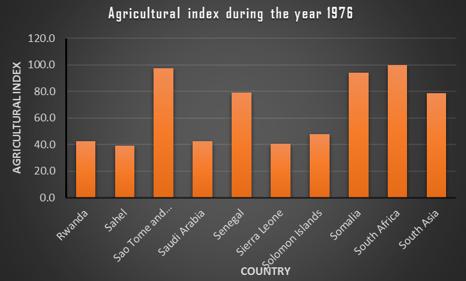 Agricultural index during the year 1976
AGRICULTURAL INDEX
120.0
100.0
80.0
60.0
40.0
20.0
0.0
Rwanda
Sahel
Sao Tome and...
Saudi Arabia
Senegal
Sierra Leone
Solomon Islands
Somalia
South Africa
South Asia
COUNTRY